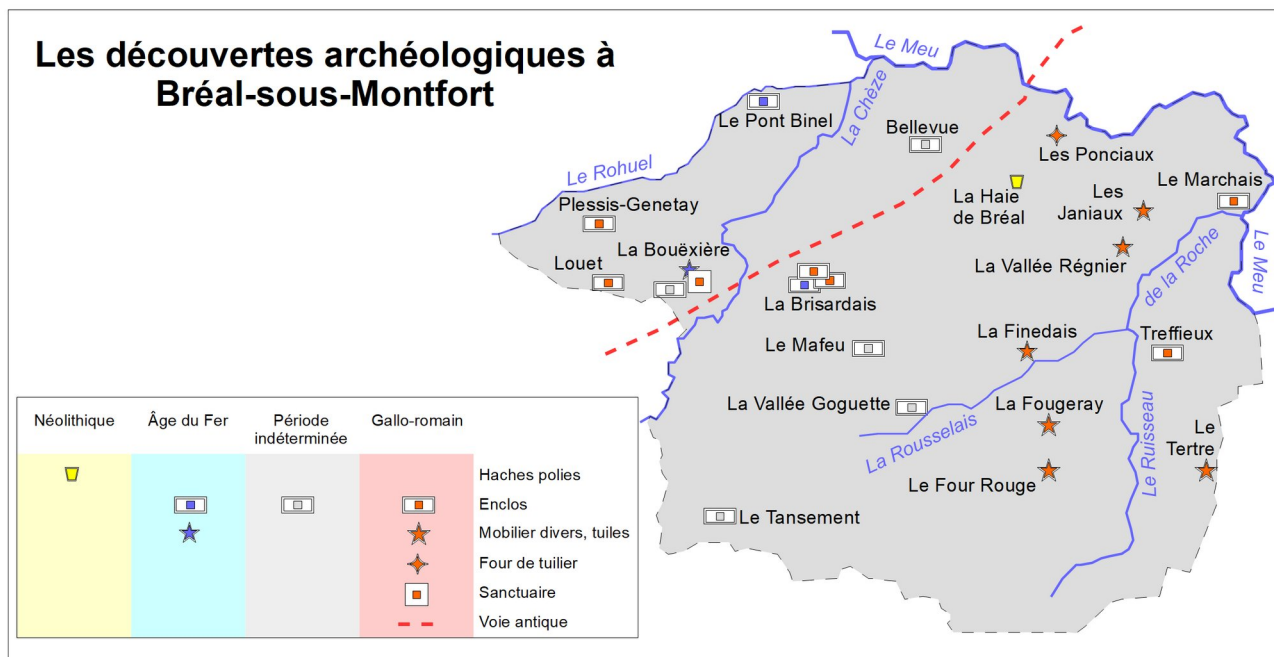 Les découvertes archéologiques à
Bréal-sous-Montfort
Le Meu
La Chèze
Le Pont Binel
Bellevue
Les Ponciaux
Le Rohuel
La Haie
de Bréal
Les
Janiaux
Le Marchais
Plessis-Genetay
La Bouëxière
Louet
La Vallée Régnier
de la Roche
Le Meu
La Brisardais
Le Mafeu
La Finedais
Treffieux
La Vallée Goguette
La Rousselais
La Fougeray
Le Ruisseau
Le
Tertre
Le Four Rouge
Le Tansement
Néolithique
Âge du Fer
Période
indéterminée
Gallo-romain
Haches polies
Enclos
Mobilier divers, tuiles
Four de tuilier
Sanctuaire
Voie antique